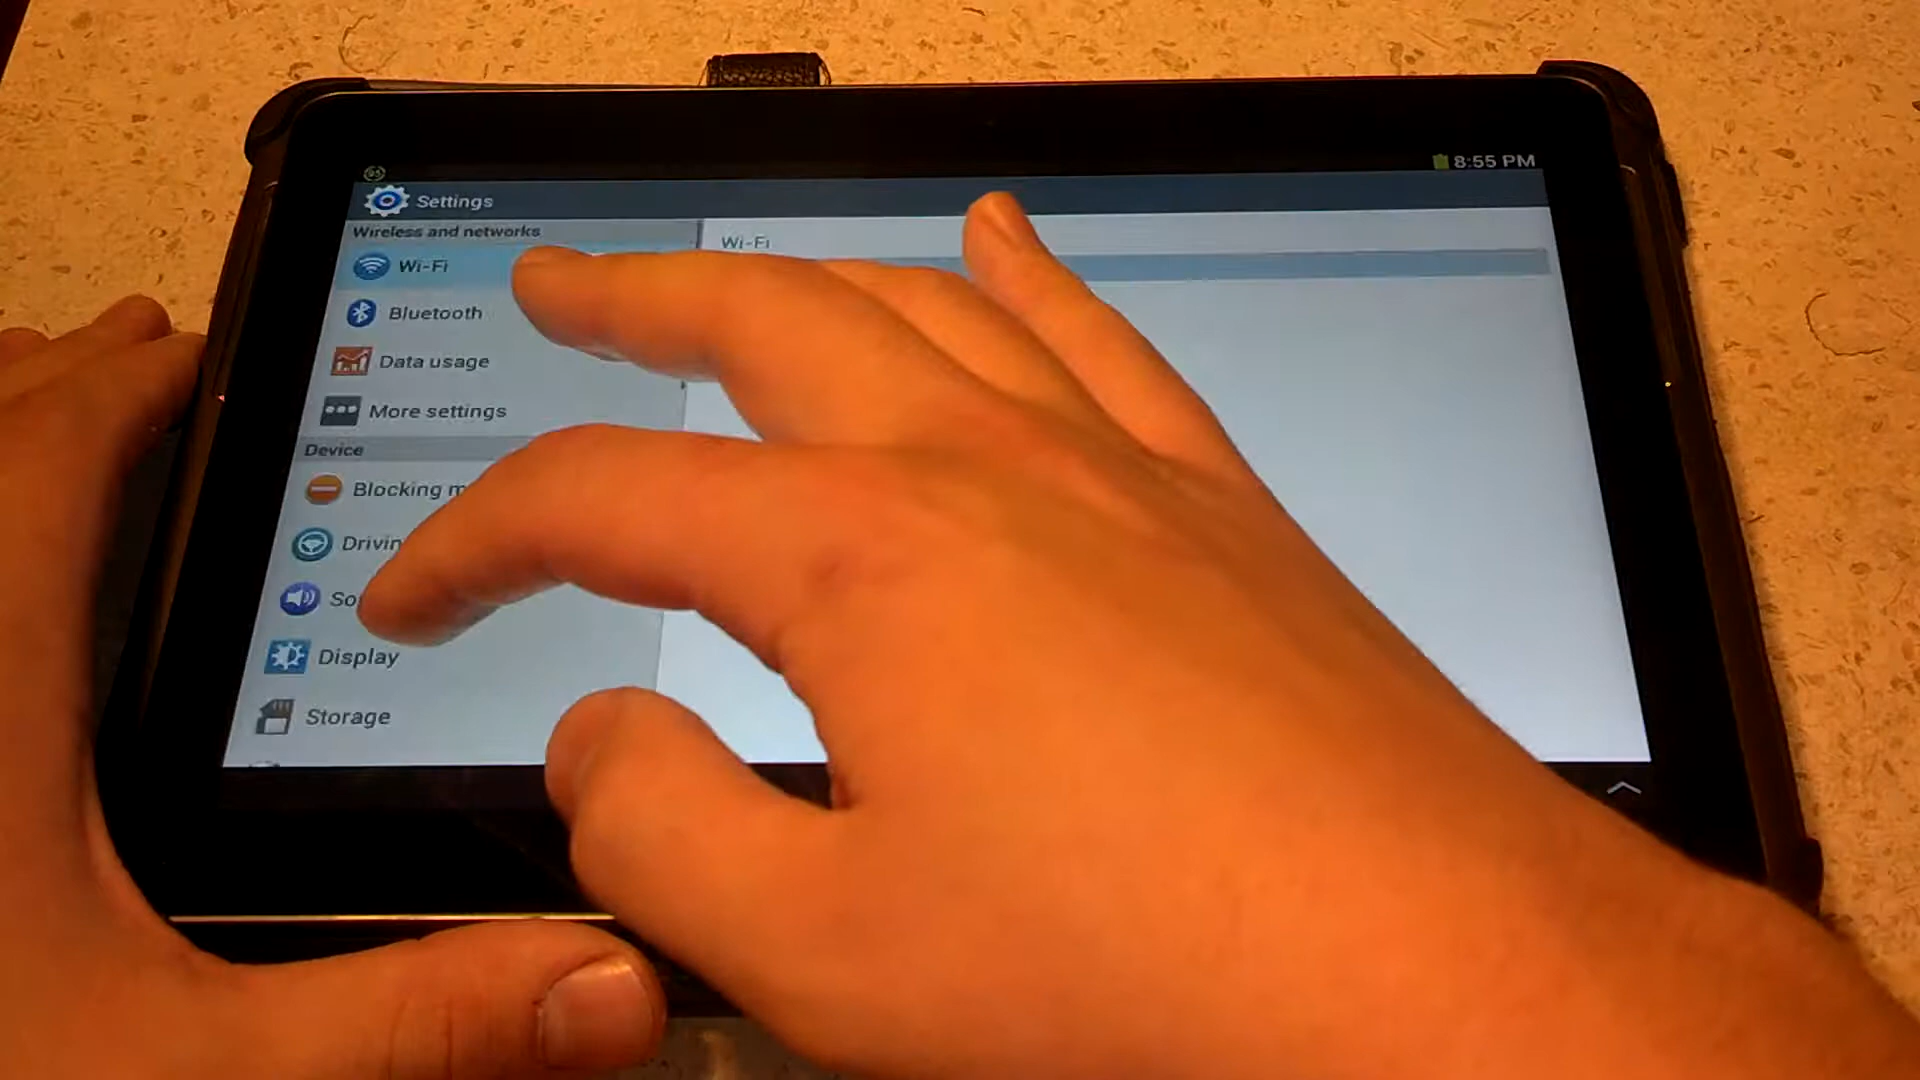 8:55 PM
Settings
Wireless and networks
Wi-Fi
Wi-Fi
Bluetooth
Data usage
More settings
Device
Blocking
Display
Storage